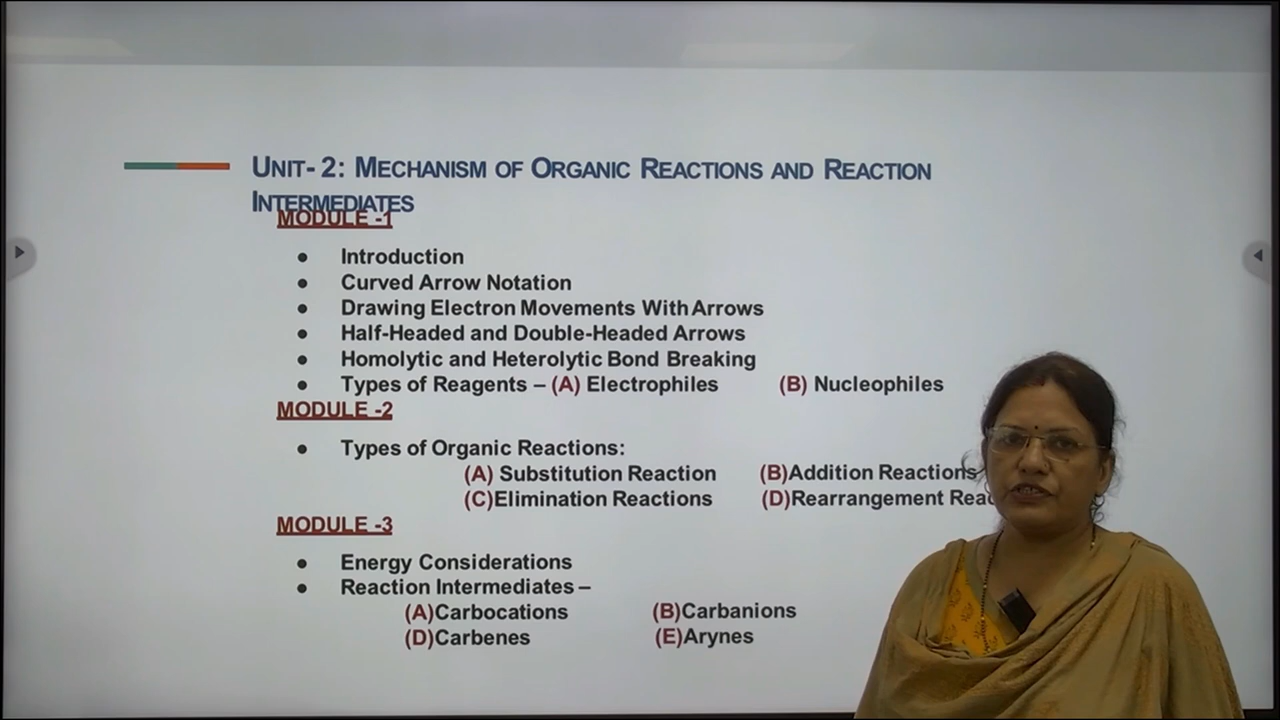 UNIT- 2: MECHANISM OF ORGANIC REACTIONS AND REACTION
INTERMEDIATES
MODULE -1
● Introduction
● Curved Arrow Notation
● Drawing Electron Movements With Arrows
● Half-Headed and Double-Headed Arrows
● Homolytic and Heterolytic Bond Breaking
● Types of Reagents – (A) Electrophiles (B) Nucleophiles
MODULE -2
● Types of Organic Reactions:
(A) Substitution Reaction (B)Addition Reactions
(C)Elimination Reactions (D)Rearrangement
MODULE -3
● Energy Considerations
● Reaction Intermediates –
(A)Carbocations (B)Carbanions
(D)Carbenes (E)Arynes